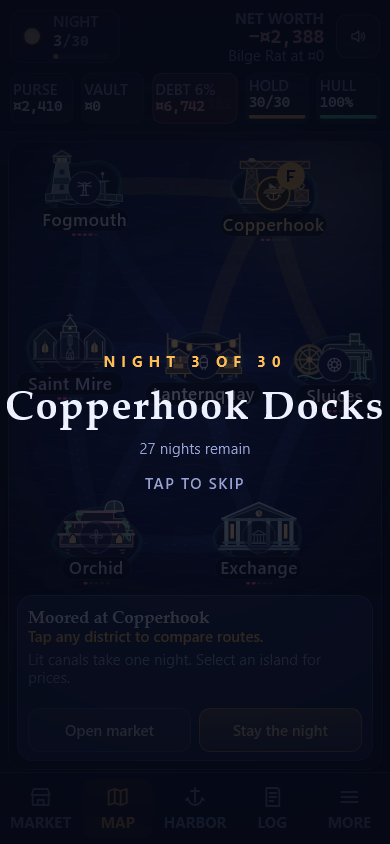 NIGHT
3/30
NET WORTH
−¤2,388
Bilge Rat at ¤0
PURSE
¤2,410
VAULT
¤0
DEBT 6%
¤6,742
HOLD
30/30
HULL
100%
Fogmouth
F
Copperhook
Saint Mire
Lanternquay
Sluices
NIGHT 3 OF 30
Copperhook Docks
27 nights remain
TAP TO SKIP
Orchid
Exchange
Moored at Copperhook
Tap any district to compare routes.
Lit canals take one night. Select an island for
prices.
Open market
Stay the night
MARKET
MAP
HARBOR
LOG
MORE